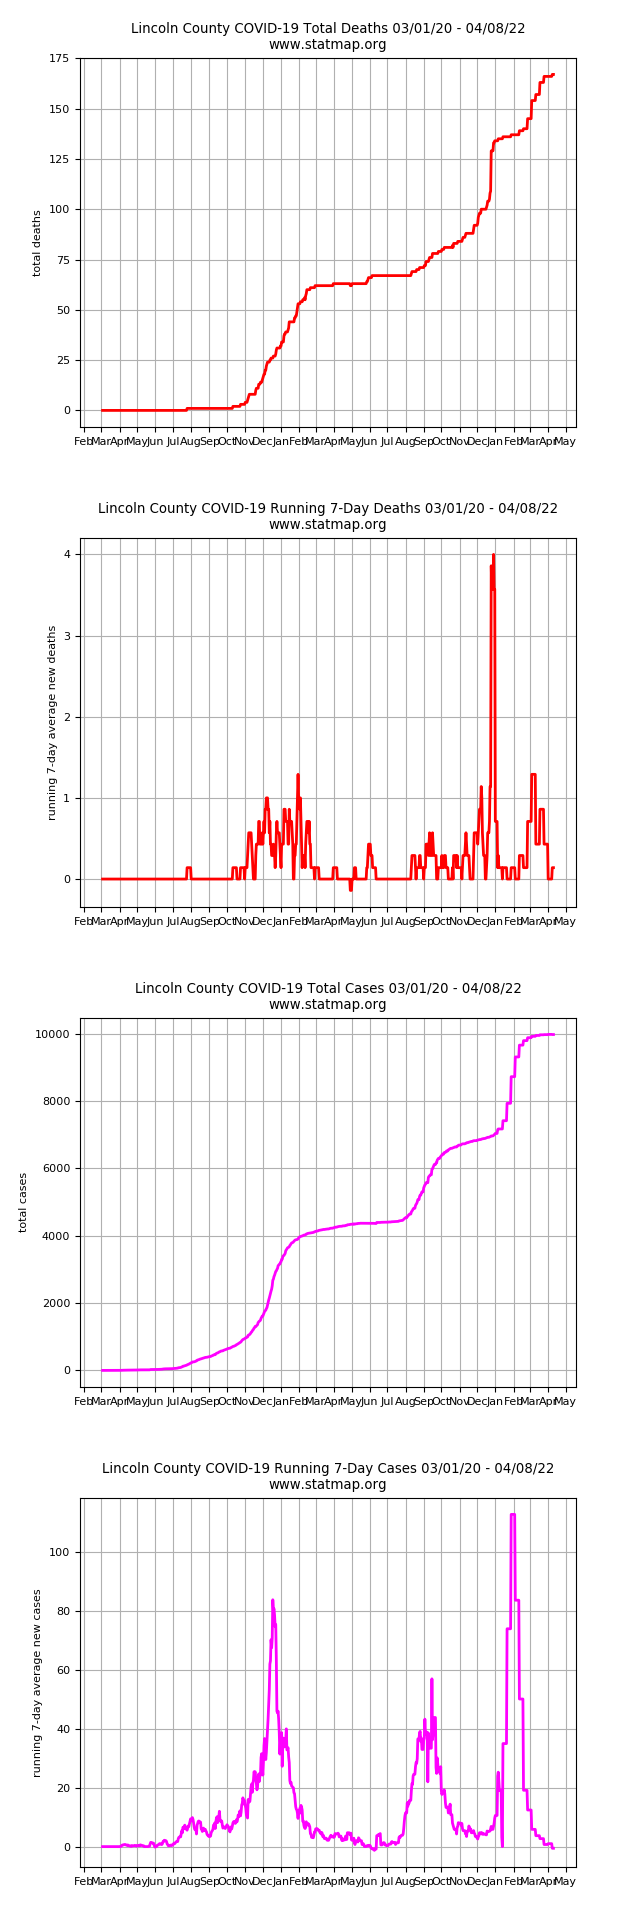 Lincoln County COVID-19 Total Deaths 03/01/20 - 04/08/22
www.statmap.org
175
150
125
100
75
50
25
0
total deaths
Feb Mar Apr May Jun Jul Aug Sep Oct Nov Dec Jan Feb Mar Apr May Jun Jul Aug Sep Oct Nov Dec Jan Feb Mar Apr May
Lincoln County COVID-19 Running 7-Day Deaths 03/01/20 - 04/08/22
www.statmap.org
4
3
2
1
0
running 7-day average new deaths
Feb Mar Apr May Jun Jul Aug Sep Oct Nov Dec Jan Feb Mar Apr May Jun Jul Aug Sep Oct Nov Dec Jan Feb Mar Apr May
Lincoln County COVID-19 Total Cases 03/01/20 - 04/08/22
www.statmap.org
10000
8000
6000
4000
2000
0
total cases
Feb Mar Apr May Jun Jul Aug Sep Oct Nov Dec Jan Feb Mar Apr May Jun Jul Aug Sep Oct Nov Dec Jan Feb Mar Apr May
Lincoln County COVID-19 Running 7-Day Cases 03/01/20 - 04/08/22
www.statmap.org
100
80
60
40
20
0
running 7-day average new cases
Feb Mar Apr May Jun Jul Aug Sep Oct Nov Dec Jan Feb Mar Apr May Jun Jul Aug Sep Oct Nov Dec Jan Feb Mar Apr May